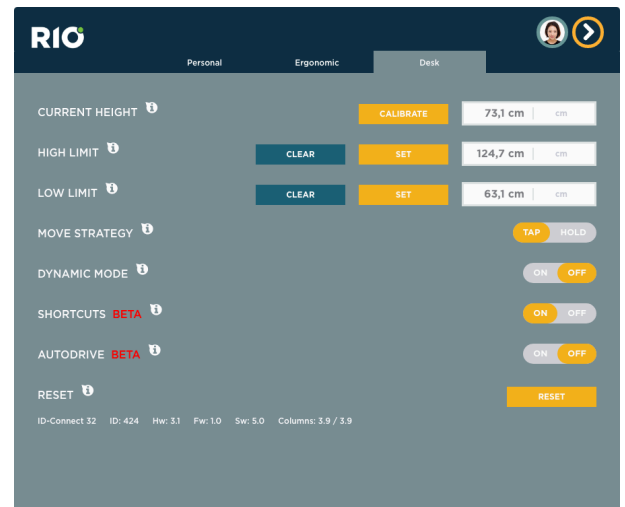 RIO
Personal Ergonomic Desk
CURRENT HEIGHT i CALIBRATE 73,1 cm cm
HIGH LIMIT i CLEAR SET 124,7 cm cm
LOW LIMIT i CLEAR SET 63,1 cm cm
MOVE STRATEGY i TAP HOLD
DYNAMIC MODE i ON OFF
SHORTCUTS BETA i ON OFF
AUTODRIVE BETA i ON OFF
RESET i RESET
ID-Connect 32 ID: 424 Hw: 3.1 Fw: 1.0 Sw: 5.0 Columns: 3.9 / 3.9